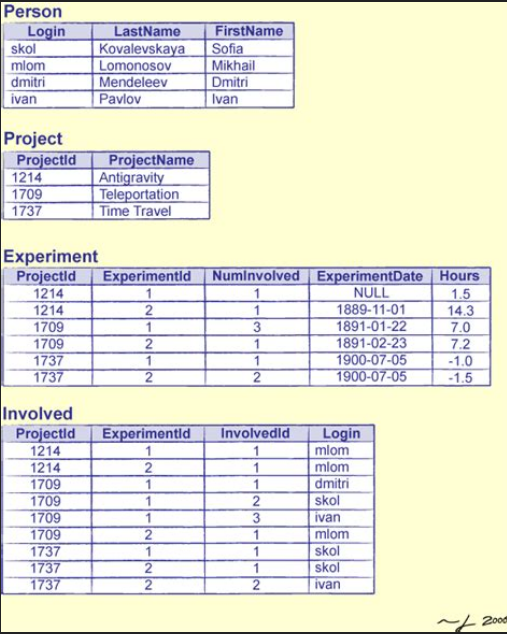 Person
Login LastName FirstName
skol Kovalevskaya Sofia
mlom Lomonosov Mikhail
dmitri Mendeleev Dmitri
ivan Pavlov Ivan
Project
ProjectId ProjectName
1214 Antigravity
1709 Teleportation
1737 Time Travel
Experiment
ProjectId ExperimentId NumInvolved ExperimentDate Hours
1214 1 1 NULL 1.5
1214 2 1 1889-11-01 14.3
1709 1 3 1891-01-22 7.0
1709 2 1 1891-02-23 7.2
1737 1 1 1900-07-05 -1.0
1737 2 2 1900-07-05 -1.5
Involved
ProjectId ExperimentId InvolvedId Login
1214 1 1 mlom
1214 2 1 mlom
1709 1 1 dmitri
1709 1 2 skol
1709 1 3 ivan
1709 2 1 mlom
1737 1 1 skol
1737 2 1 skol
1737 2 2 ivan